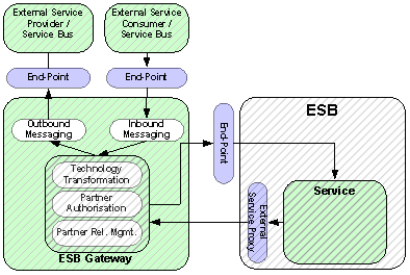 External Service
Provider /
Service Bus
External Service
Consumer /
Service Bus
End-Point
End-Point
Outbound
Messaging
Inbound
Messaging
Technology
Transformation
Partner
Authorisation
Partner Rel. Mgmt.
ESB Gateway
End-Point
ESB
Service
External
Service Proxy